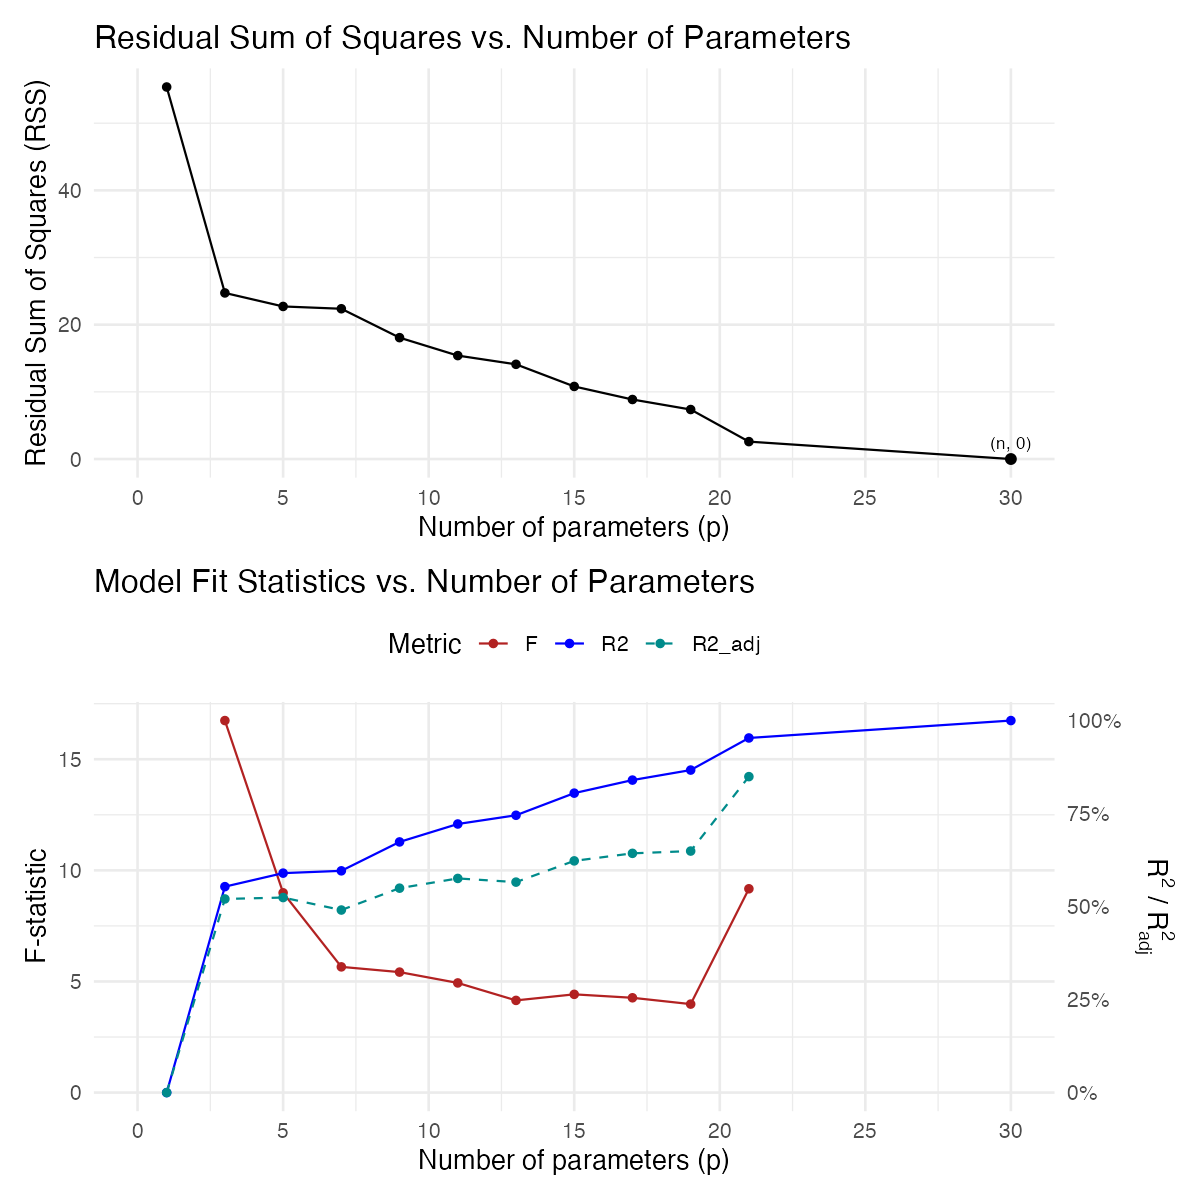 Residual Sum of Squares vs. Number of Parameters
Residual Sum of Squares (RSS)
40
20
0
(n, 0)
0 5 10 15 20 25 30
Number of parameters (p)
Model Fit Statistics vs. Number of Parameters
Metric F R2 R2_adj
F-statistic
15
10
5
0
100%
75%
50%
25%
0%
R² / R²adj
0 5 10 15 20 25 30
Number of parameters (p)